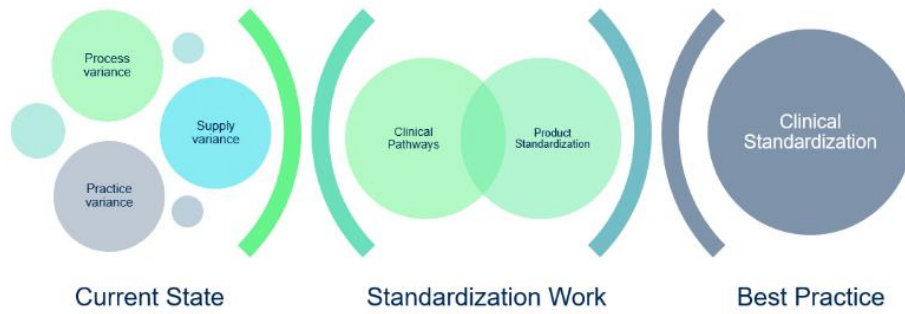 Process
variance
Supply
variance
Practice
variance
Clinical
Pathways
Product
Standardization
Clinical
Standardization
Current State
Standardization Work
Best Practice